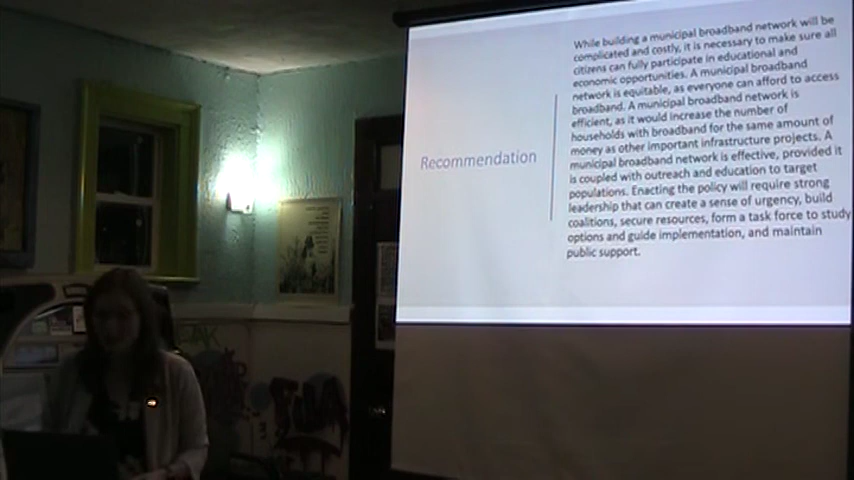 Recommendation
While building a municipal broadband network will be
complicated and costly, it is necessary to make sure all
citizens can fully participate in educational and
economic opportunities. A municipal broadband
network is equitable, as everyone can afford to access
broadband. A municipal broadband network is
efficient, as it would increase the number of
households with broadband for the same amount of
money as other important infrastructure projects. A
municipal broadband network is effective, provided it
is coupled with outreach and education to target
populations. Enacting the policy will require strong
leadership that can create a sense of urgency, build
coalitions, secure resources, form a task force to study
options and guide implementation, and maintain
public support.